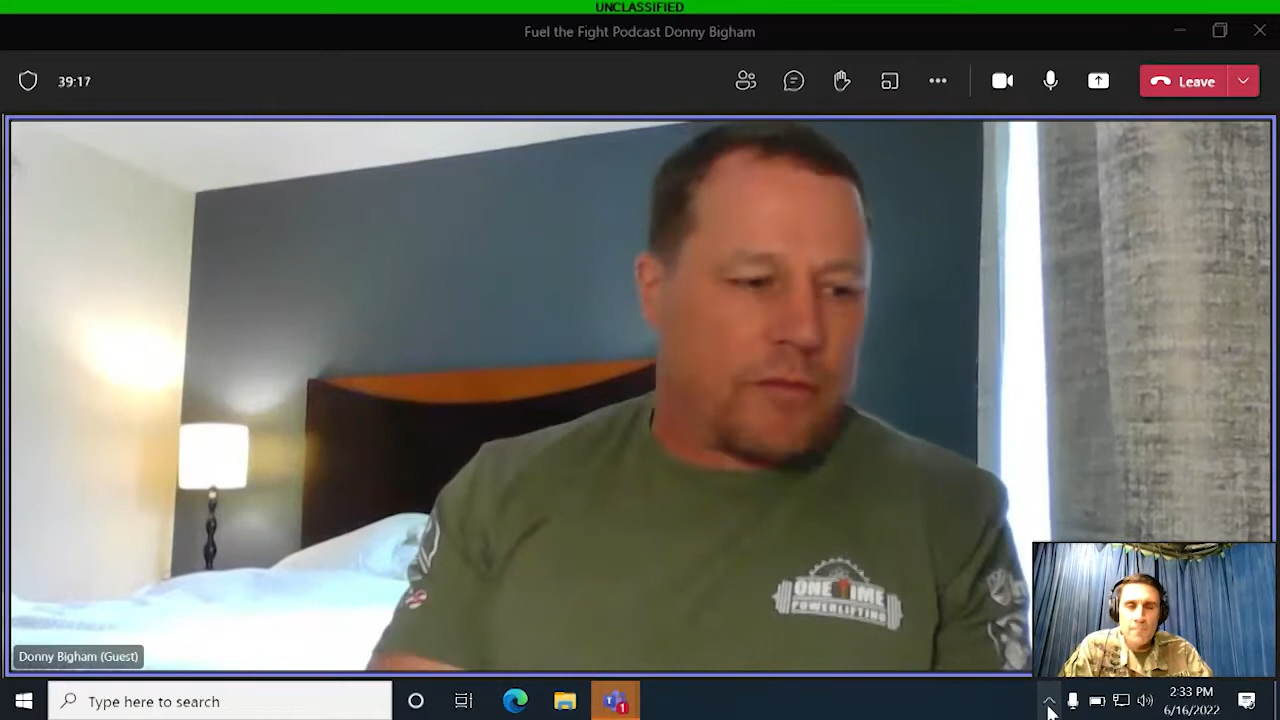 UNCLASSIFIED
Fuel the Fight Podcast Donny Bigham
39:17
Leave
ONE TIME
POWERLIFTING
Donny Bigham (Guest)
Type here to search
1
2:33 PM
6/16/2022